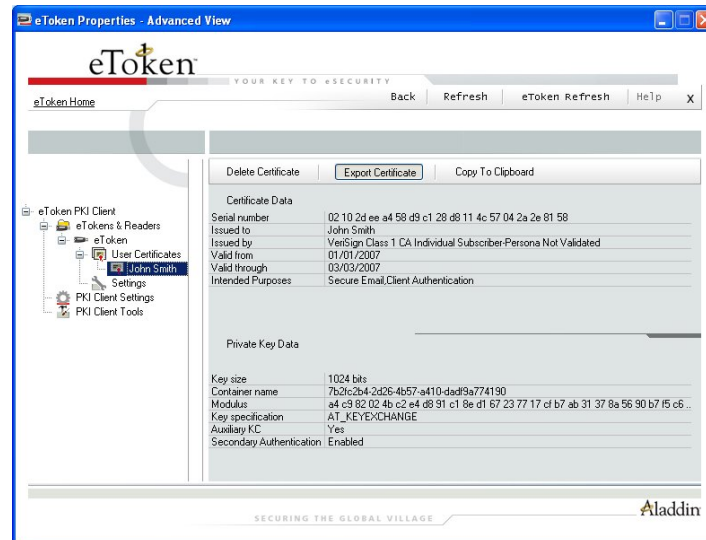 eToken Properties - Advanced View
eToken
YOUR KEY TO eSECURITY
eToken Home
Back Refresh eToken Refresh Help X
Delete Certificate Export Certificate Copy To Clipboard
eToken PKI Client
eTokens & Readers
eToken
User Certificates
John Smith
Settings
PKI Client Settings
PKI Client Tools
Certificate Data
Serial number 02 10 2d ee a4 58 d9 c1 28 d8 11 4c 57 04 2a 2e 81 58
Issued to John Smith
Issued by VeriSign Class 1 CA Individual Subscriber-Persona Not Validated
Valid from 01/01/2007
Valid through 03/03/2007
Intended Purposes Secure Email,Client Authentication
Private Key Data
Key size 1024 bits
Container name 7b2fc2b4-2d26-4b57-a410-dadf9a774190
Modulus a4 c9 82 02 4b c2 e4 d8 91 c1 8e d1 67 23 77 17 cf b7 ab 31 37 8a 56 90 b7 f5 c6 ..
Key specification AT_KEYEXCHANGE
Auxiliary KC Yes
Secondary Authentication Enabled
SECURING THE GLOBAL VILLAGE
Aladdin